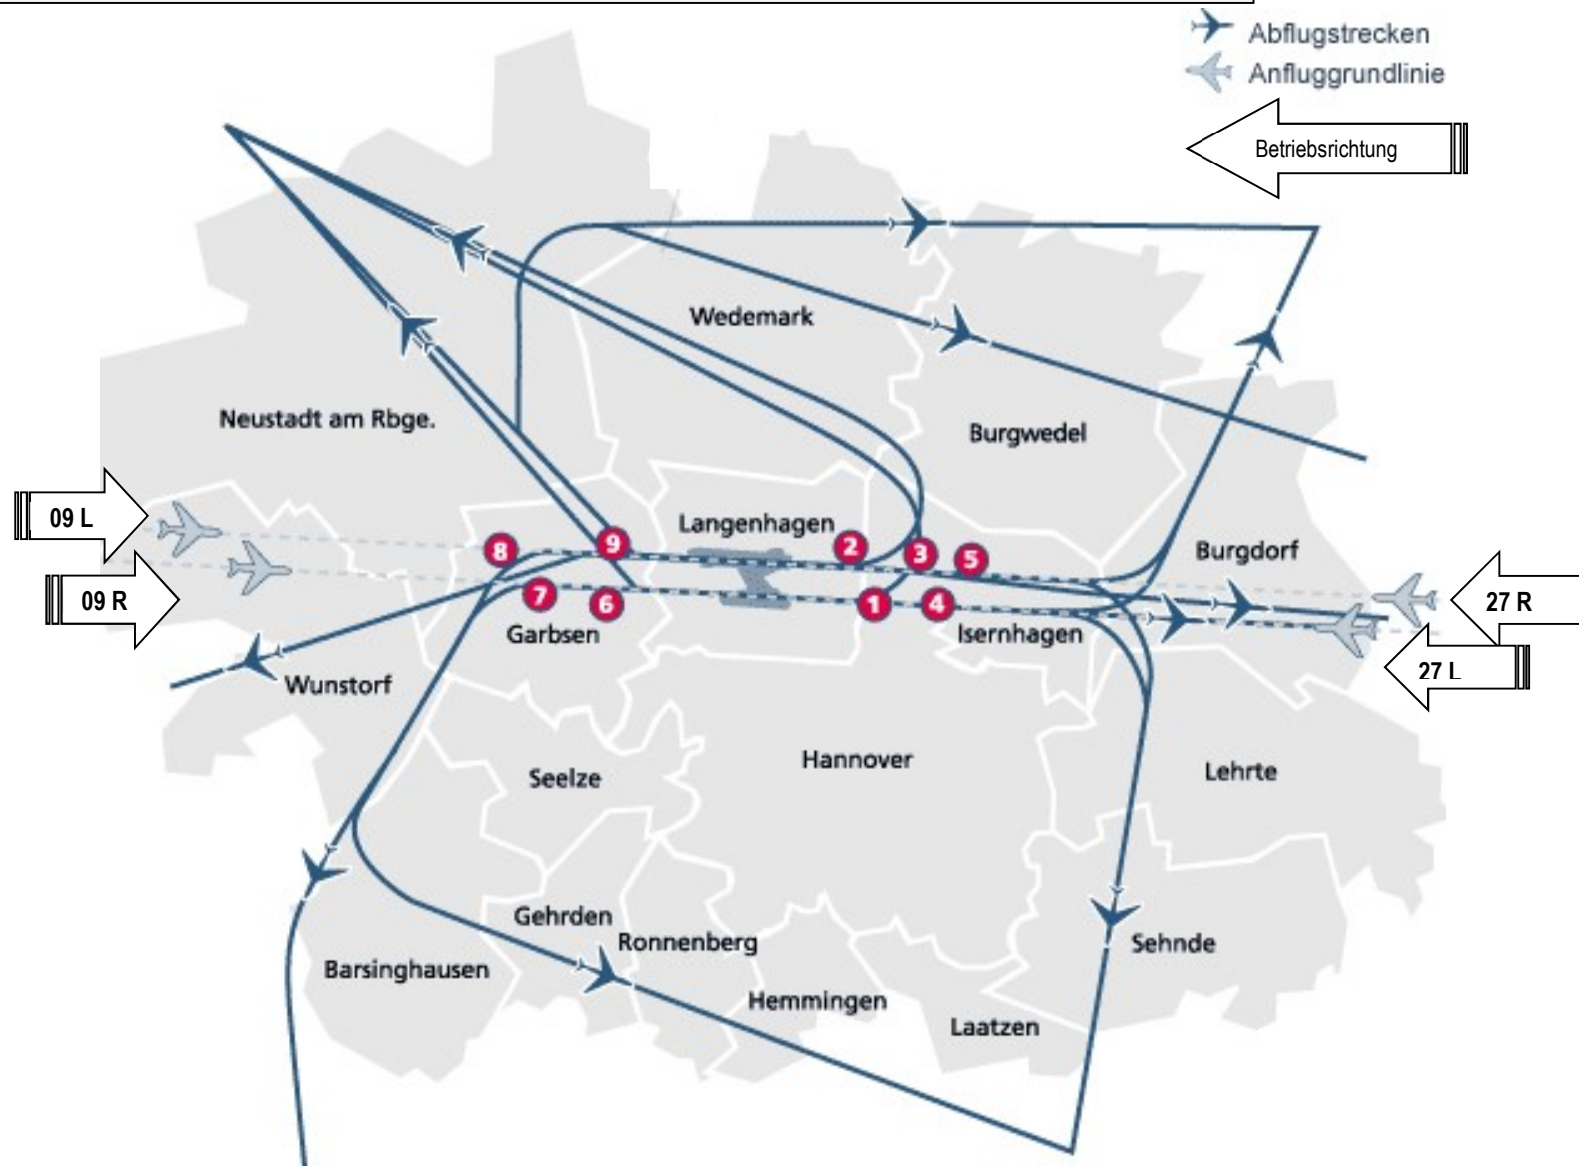 Abflugstrecken
Anfluggrundlinie
Betriebsrichtung
Wedemark
Neustadt am Rbge.
Burgwedel
09 L
Langenhagen
8
9
2
3
5
Burgdorf
09 R
7
6
1
4
27 R
Garbsen
Isernhagen
27 L
Wunstorf
Hannover
Seelze
Lehrte
Gehrden
Ronnenberg
Sehnde
Barsinghausen
Hemmingen
Laatzen